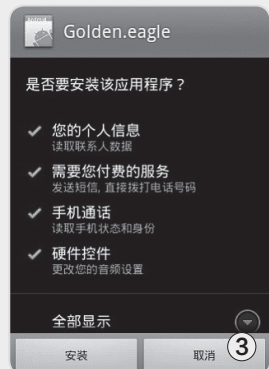 Golden.eagle
是否要安装该应用程序？
您的个人信息
读取联系人数据
需要您付费的服务
发送短信, 直接拨打电话号码
手机通话
读取手机状态和身份
硬件控件
更改您的音频设置
全部显示
安装 取消 ③